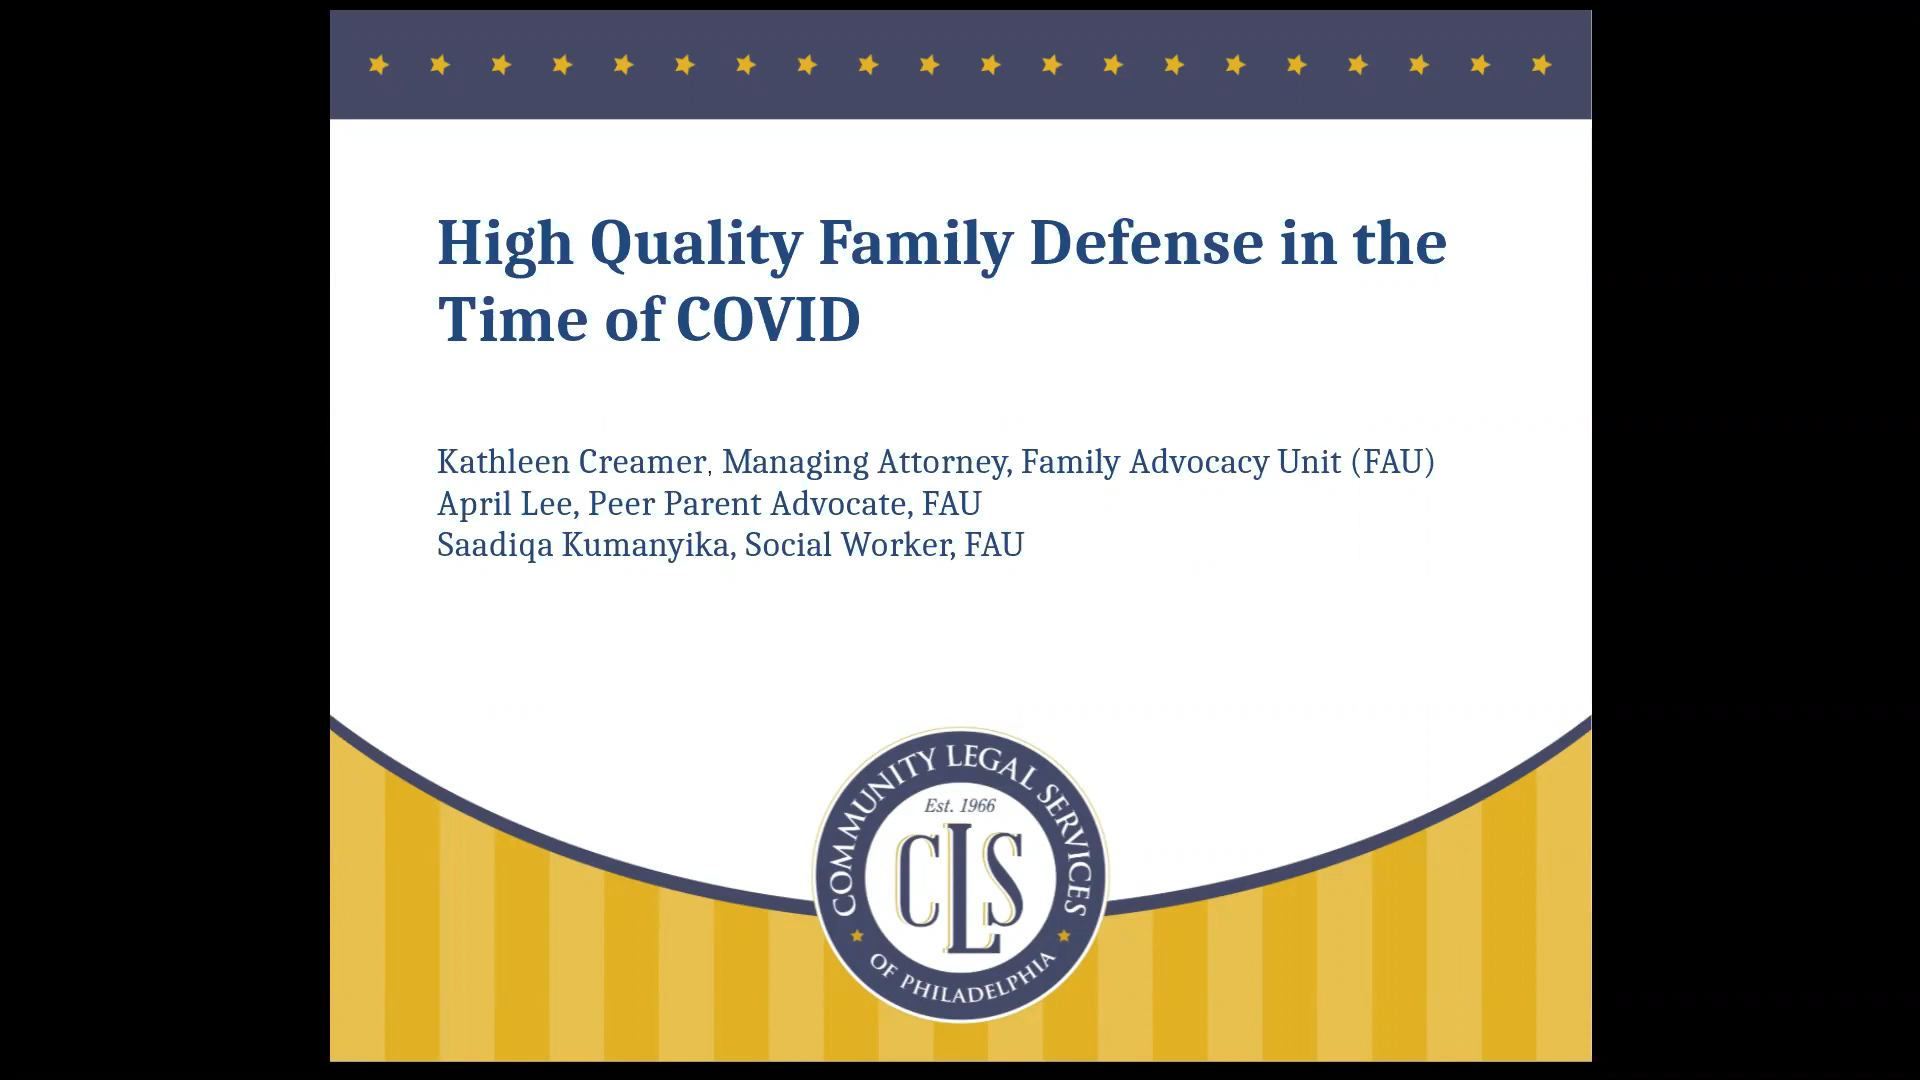 High Quality Family Defense in the
Time of COVID
Kathleen Creamer, Managing Attorney, Family Advocacy Unit (FAU)
April Lee, Peer Parent Advocate, FAU
Saadiqa Kumanyika, Social Worker, FAU
COMMUNITY LEGAL SERVICES
Est. 1966
CLS
OF PHILADELPHIA